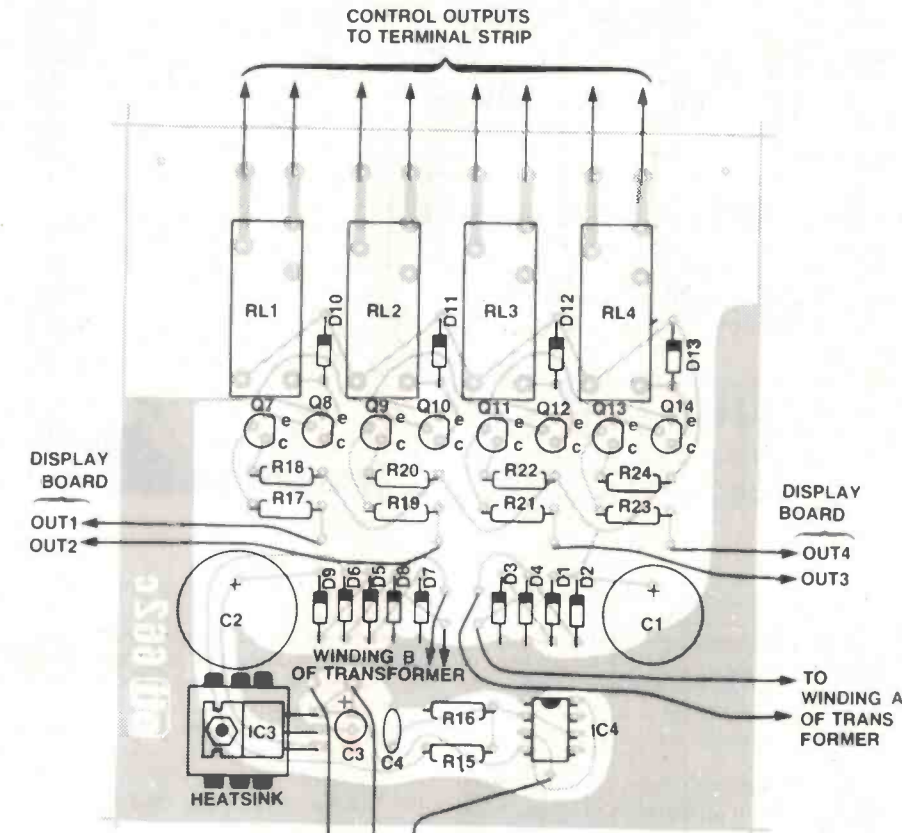 CONTROL OUTPUTS
TO TERMINAL STRIP
RL1
D10
RL2
D11
RL3
D12
RL4
D13
Q7
e
c
Q8
e
c
Q9
e
c
Q10
e
c
Q11
e
c
Q12
e
c
Q13
e
c
Q14
e
c
R18
R20
R22
R24
R17
R19
R21
R23
DISPLAY
BOARD
OUT1
OUT2
DISPLAY
BOARD
OUT4
OUT3
+
C2
D9
D6
D5
D8
D7
D3
D4
D1
D2
+
C1
WINDING B
OF TRANSFORMER
TO
WINDING A
OF TRANS
FORMER
IC3
HEATSINK
+
C3
C4
R16
R15
IC4